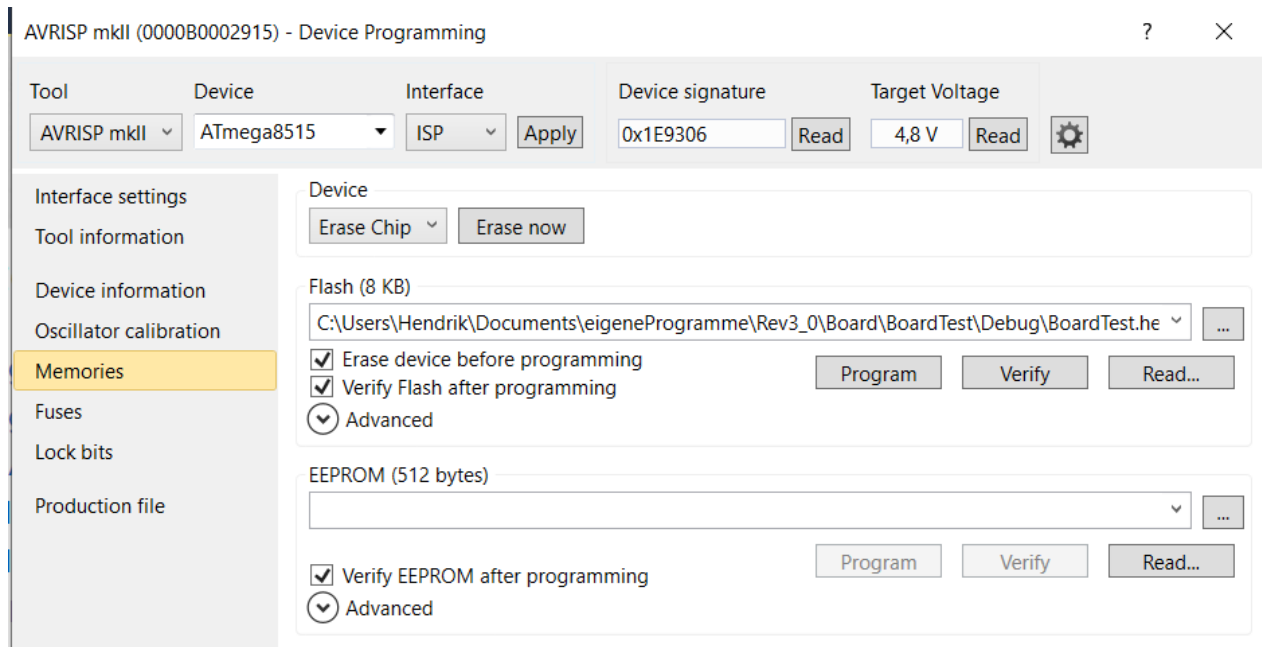 AVRISP mkII (0000B0002915) - Device Programming ?
Tool Device Interface Device signature Target Voltage
AVRISP mkII ATmega8515 ISP Apply 0x1E9306 Read 4,8 V Read
Interface settings
Tool information
Device information
Oscillator calibration
Memories
Fuses
Lock bits
Production file
Device
Erase Chip Erase now
Flash (8 KB)
C:\Users\Hendrik\Documents\eigeneProgramme\Rev3_0\Board\BoardTest\Debug\BoardTest.he ...
Erase device before programming
Verify Flash after programming
Program Verify Read...
Advanced
EEPROM (512 bytes)
...
Program Verify Read...
Verify EEPROM after programming
Advanced